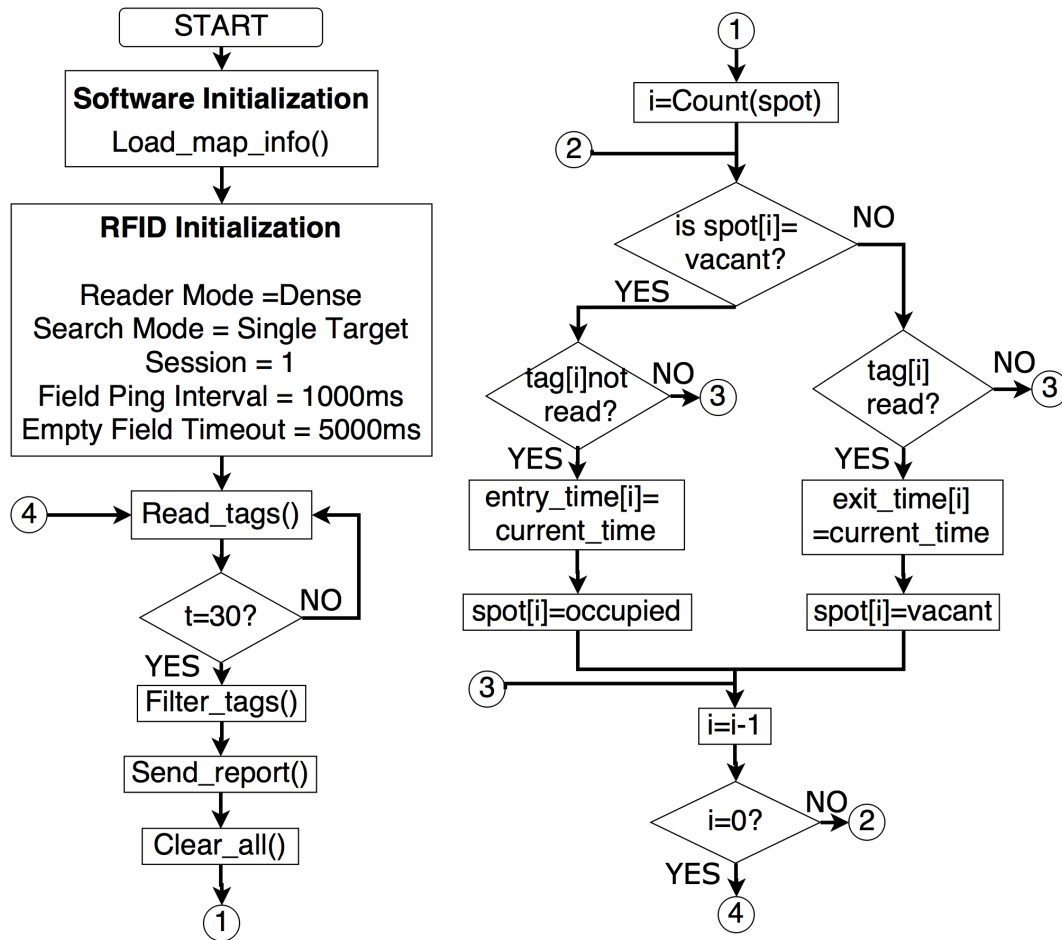 START
Software Initialization
Load_map_info()
RFID Initialization
Reader Mode =Dense
Search Mode = Single Target
Session = 1
Field Ping Interval = 1000ms
Empty Field Timeout = 5000ms
4
Read_tags()
t=30?
NO
YES
Filter_tags()
Send_report()
Clear_all()
1
1
i=Count(spot)
2
is spot[i]=
vacant?
NO
YES
tag[i]not
read?
NO
3
YES
entry_time[i]=
current_time
spot[i]=occupied
tag[i]
read?
NO
3
YES
exit_time[i]
=current_time
spot[i]=vacant
3
i=i-1
i=0?
NO
2
YES
4